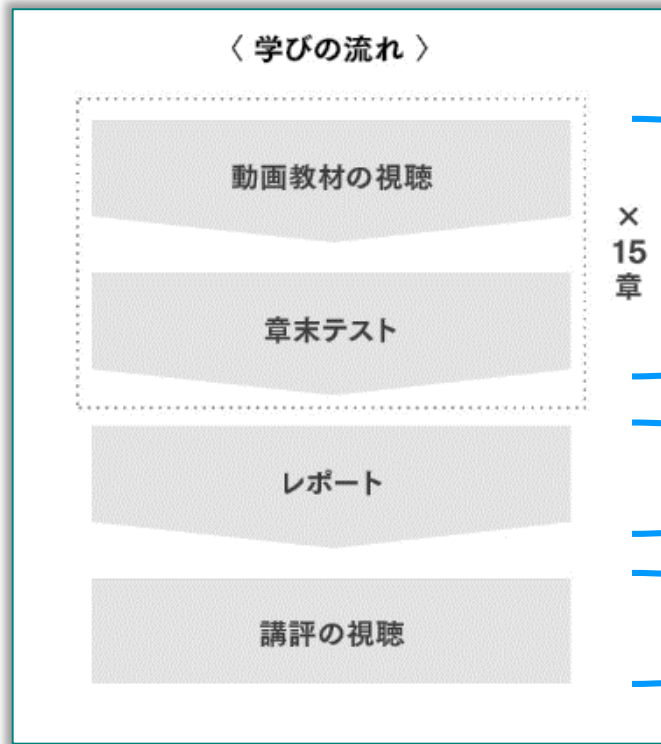 〈 学びの流れ 〉
動画教材の視聴
×
15
章
章末テスト
レポート
講評の視聴